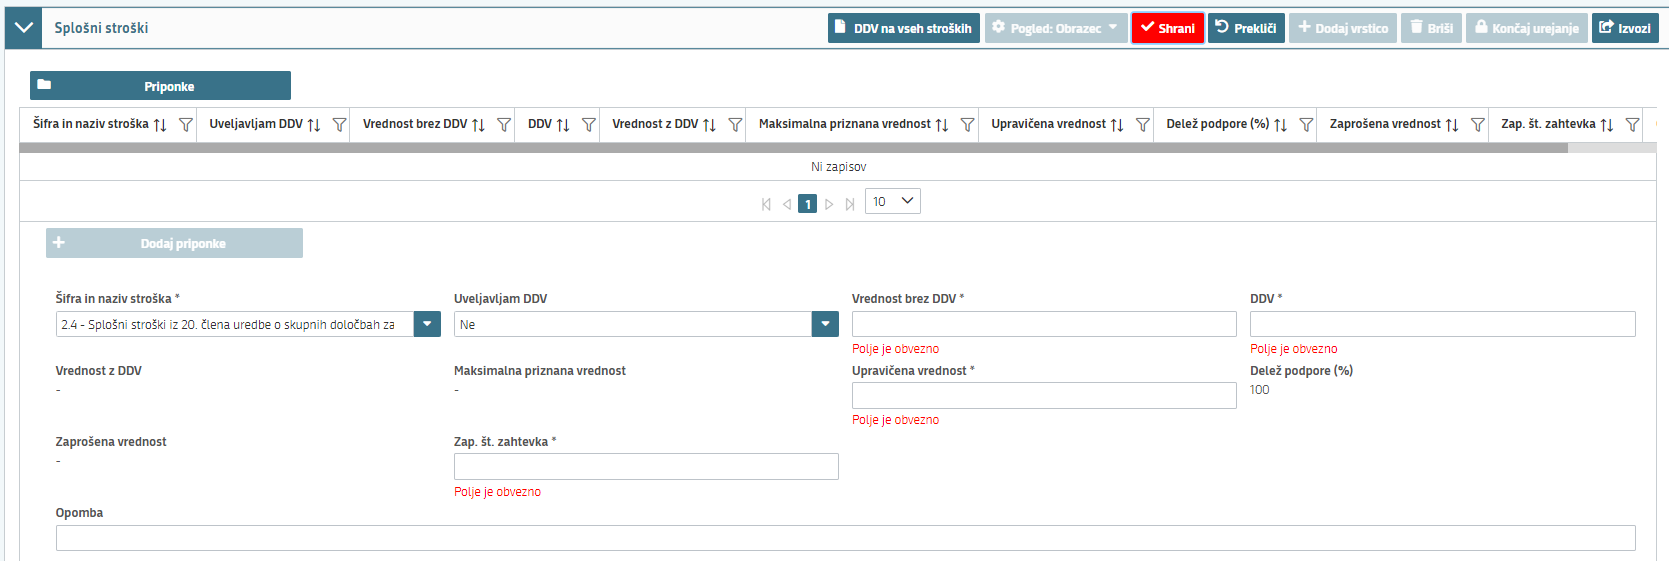 Splošni stroški
DDV na vseh stroških
Pogled: Obrazec
Shrani
Prekliči
Dodaj vrstico
Briši
Končaj urejanje
Izvozi
Priponke
Šifra in naziv stroška
Uveljavljam DDV
Vrednost brez DDV
DDV
Vrednost z DDV
Maksimalna priznana vrednost
Upravičena vrednost
Delež podpore (%)
Zaprošena vrednost
Zap. št. zahtevka
Ni zapisov
1
10
Dodaj priponke
Šifra in naziv stroška *
Uveljavljam DDV
Vrednost brez DDV *
DDV *
2.4 - Splošni stroški iz 20. člena uredbe o skupnih določbah za
Ne
Polje je obvezno
Polje je obvezno
Vrednost z DDV
Maksimalna priznana vrednost
Upravičena vrednost *
Delež podpore (%)
-
-
100
Polje je obvezno
Zaprošena vrednost
Zap. št. zahtevka *
-
Polje je obvezno
Opomba